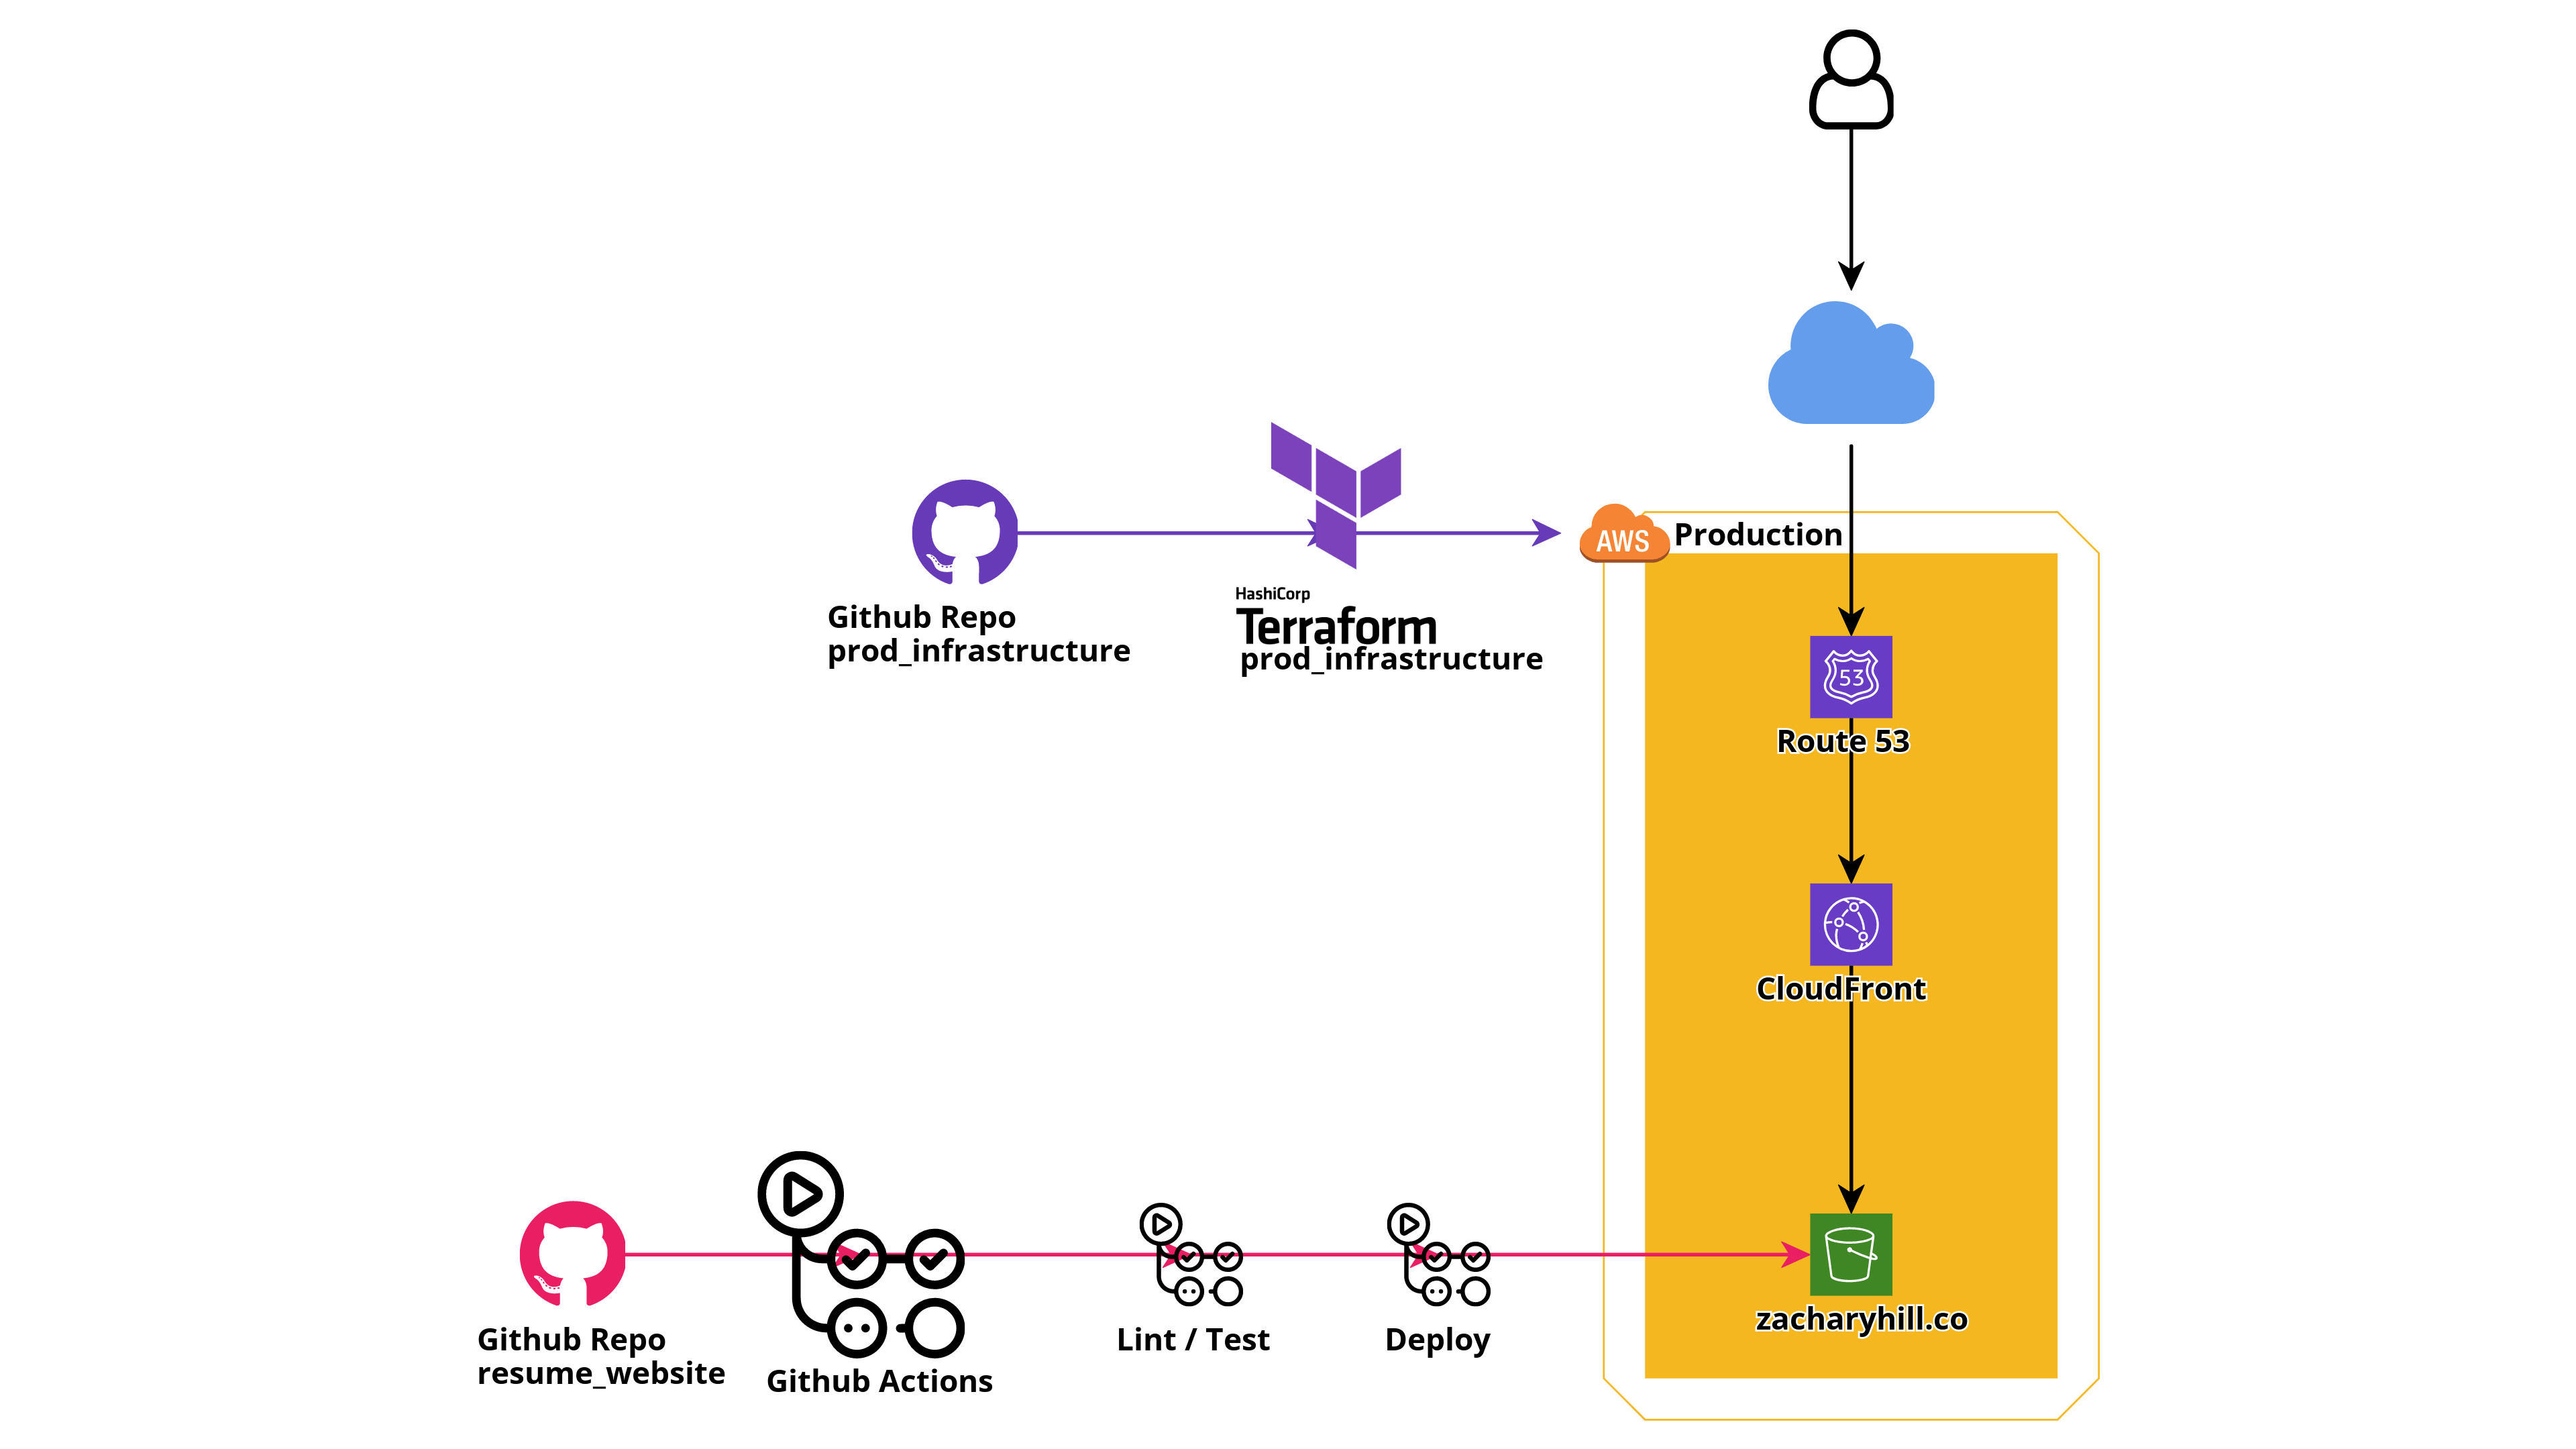 AWS
Production
Github Repo
prod_infrastructure
HashiCorp
Terraform
prod_infrastructure
53
Route 53
CloudFront
zacharyhill.co
Github Repo
resume_website
Github Actions
Lint / Test
Deploy